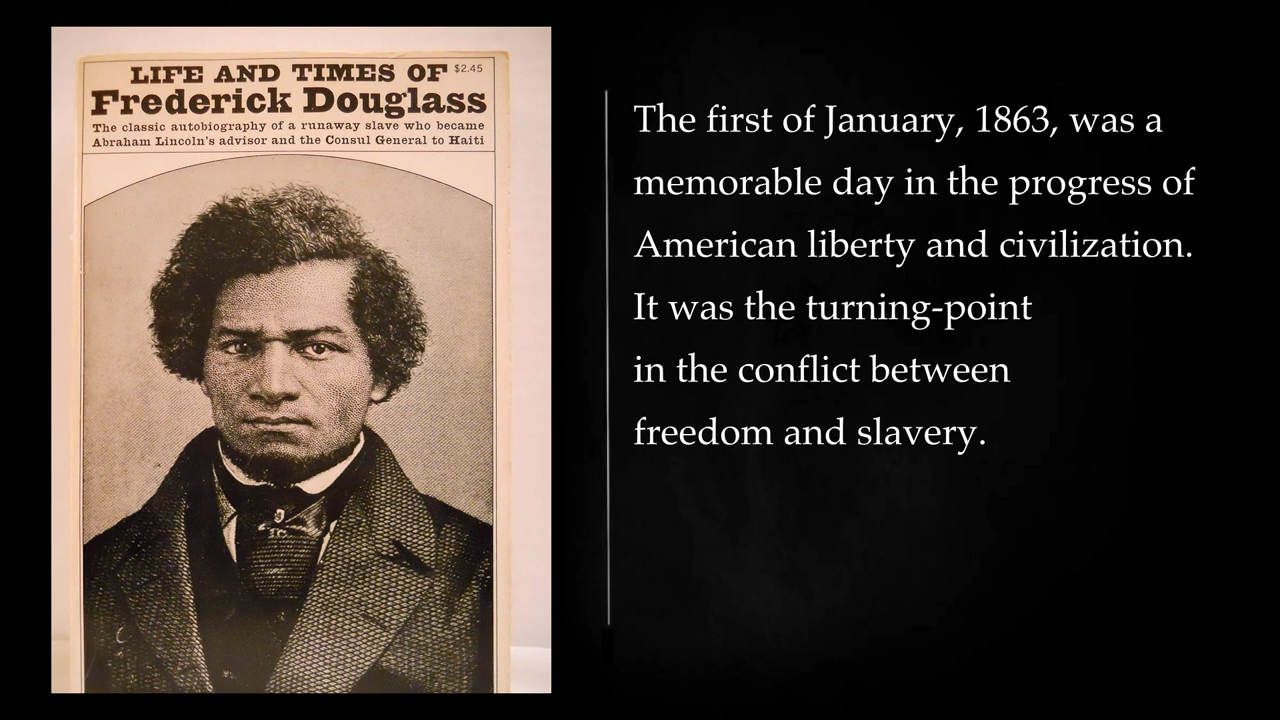 LIFE AND TIMES OF $2.45
Frederick Douglass
The classic autobiography of a runaway slave who became
Abraham Lincoln's advisor and the Consul General to Haiti
The first of January, 1863, was a
memorable day in the progress of
American liberty and civilization.
It was the turning-point
in the conflict between
freedom and slavery.